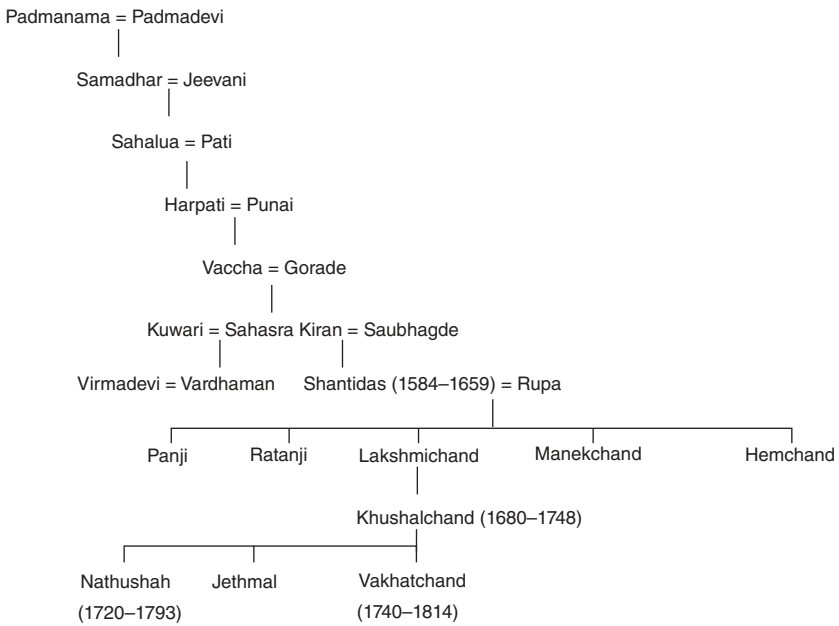 Padmanama = Padmadevi
Samadhar = Jeevani
Sahalua = Pati
Harpati = Punai
Vaccha = Gorade
Kuwari = Sahasra Kiran = Saubhagde
Virmadevi = Vardhaman Shantidas (1584–1659) = Rupa
Panji Ratanji Lakshmichand Manekchand Hemchand
Khushalchand (1680–1748)
Nathushah Jethmal Vakhatchand
(1720–1793) (1740–1814)